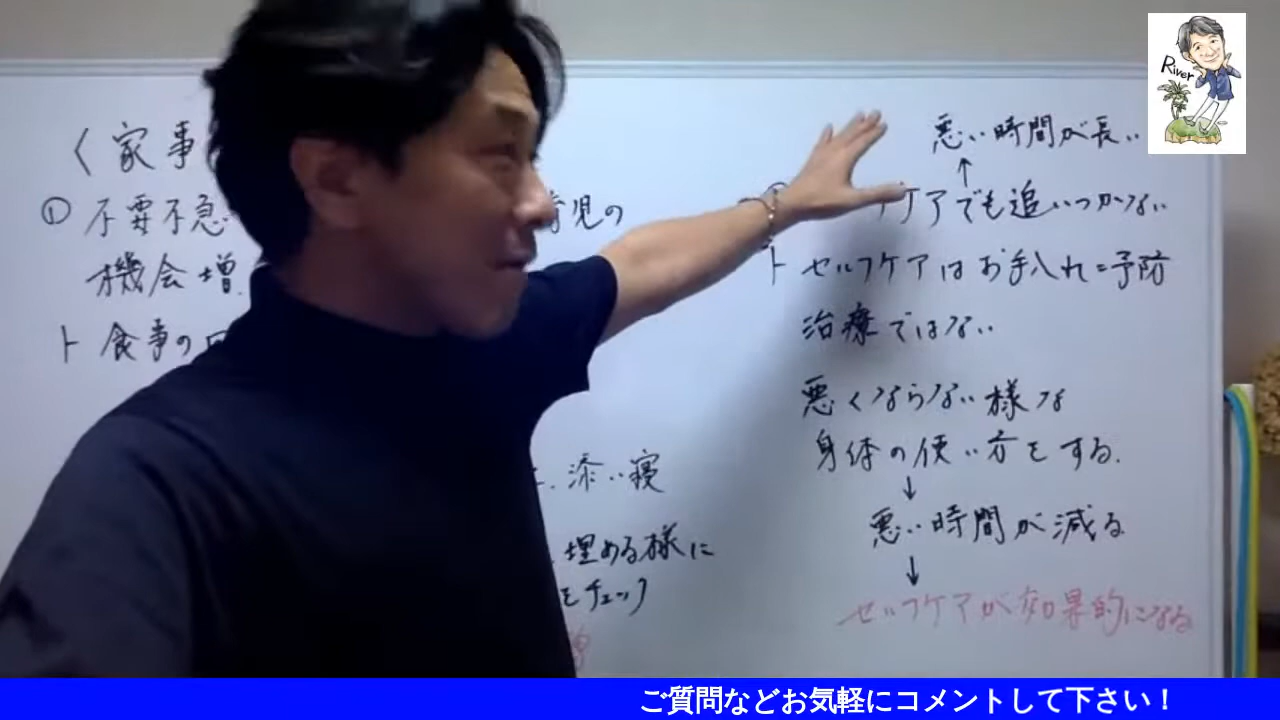 〈家事
① 不要不急
育児の
機会増
ト 食事の
添い寝
埋める様に
をチェック
悪い時間が長い
↑
ケアでも追いつかない
ト セルフケアはお手入れ=予防
治療ではない
悪くならない様な
身体の使い方をする.
↓
悪い時間が減る
↓
セルフケアが効果的になる
River
ご質問などお気軽にコメントして下さい！